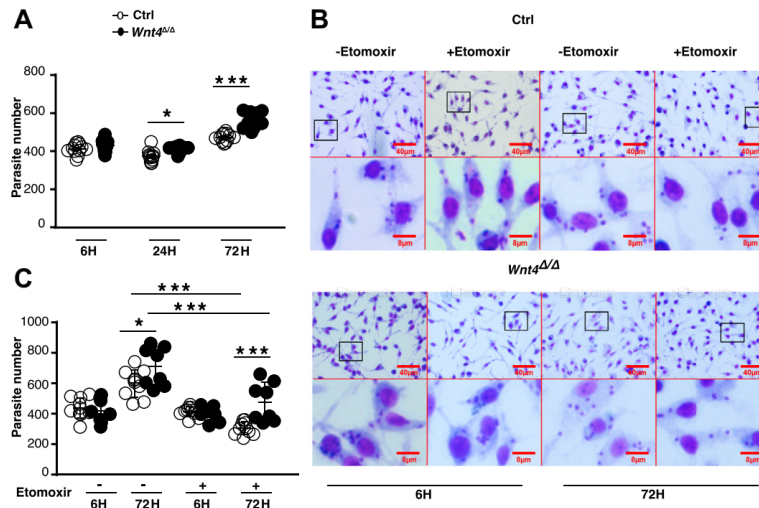 A
Ctrl
Wnt4Δ/Δ
Parasite number
800
600
400
200
0
*
***
6H
24H
72H
B
Ctrl
-Etomoxir
+Etomoxir
-Etomoxir
+Etomoxir
40µm
40µm
40µm
40µm
8µm
8µm
8µm
8µm
Wnt4Δ/Δ
40µm
40µm
40µm
40µm
8µm
8µm
8µm
8µm
6H
72H
C
Parasite number
1000
800
600
400
200
0
***
***
*
***
Etomoxir
-
-
+
+
6H
72H
6H
72H